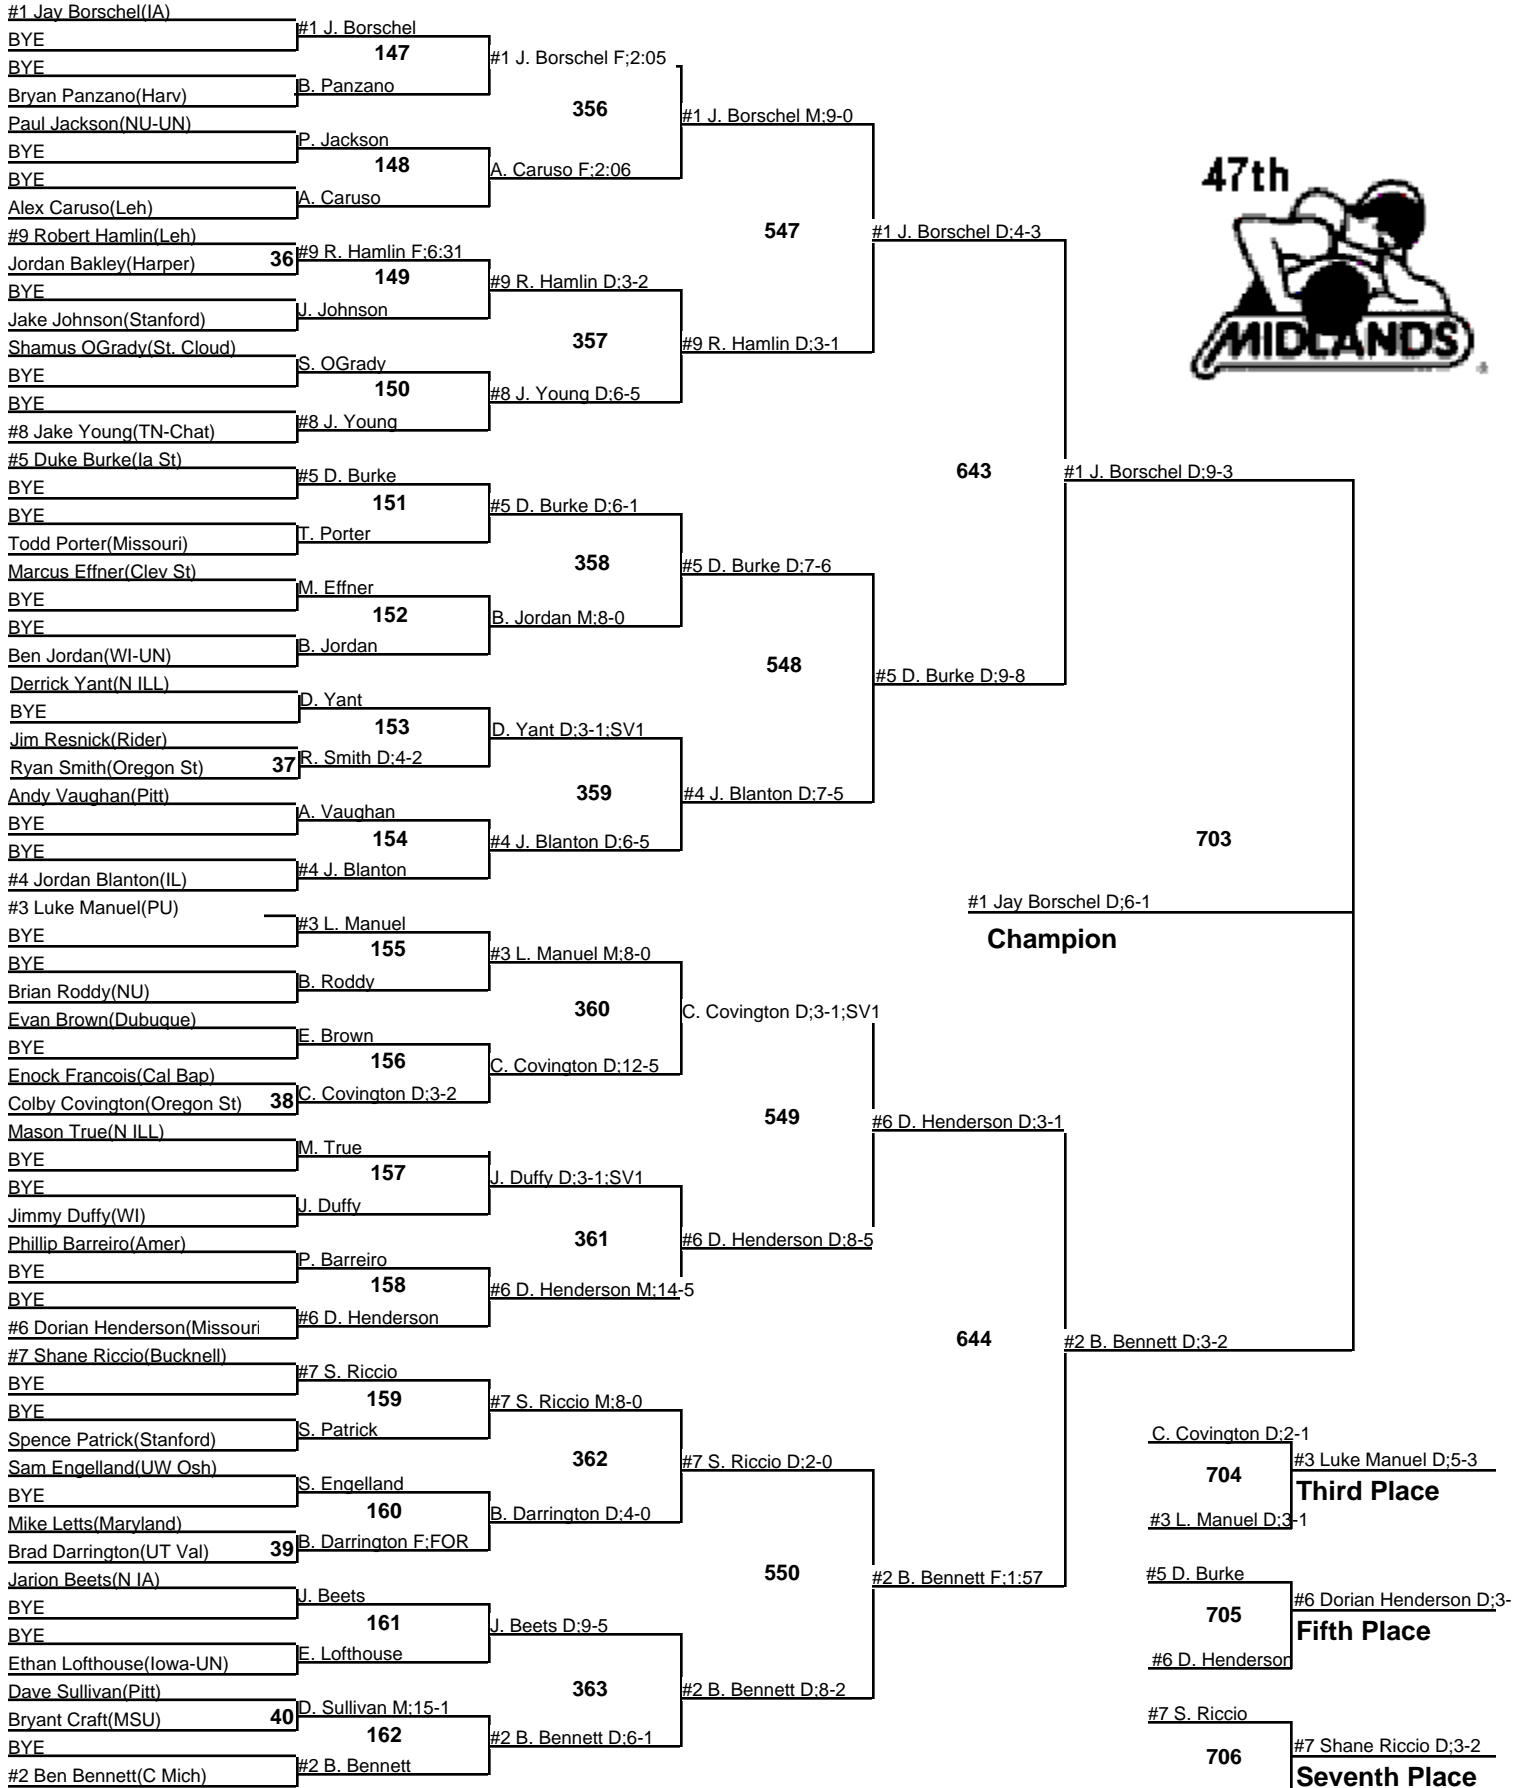 #1 Jay Borschel(IA)
BYE
BYE
Bryan Panzano(Harv)
Paul Jackson(NU-UN)
BYE
BYE
Alex Caruso(Leh)
#9 Robert Hamlin(Leh)
Jordan Bakley(Harper)
BYE
Jake Johnson(Stanford)
Shamus OGrady(St. Cloud)
BYE
BYE
#8 Jake Young(TN-Chat)
#5 Duke Burke(Ia St)
BYE
BYE
Todd Porter(Missouri)
Marcus Effner(Clev St)
BYE
BYE
Ben Jordan(WI-UN)
Derrick Yant(N ILL)
BYE
Jim Resnick(Rider)
Ryan Smith(Oregon St)
Andy Vaughan(Pitt)
BYE
BYE
#4 Jordan Blanton(IL)
#3 Luke Manuel(PU)
BYE
BYE
Brian Roddy(NU)
Evan Brown(Dubuque)
BYE
Enock Francois(Cal Bap)
Colby Covington(Oregon St)
Mason True(N ILL)
BYE
BYE
Jimmy Duffy(WI)
Phillip Barreiro(Amer)
BYE
BYE
#6 Dorian Henderson(Missouri
#7 Shane Riccio(Bucknell)
BYE
BYE
Spence Patrick(Stanford)
Sam Engelland(UW Osh)
BYE
Mike Letts(Maryland)
Brad Darrington(UT Val)
Jarion Beets(N IA)
BYE
BYE
Ethan Lofthouse(Iowa-UN)
Dave Sullivan(Pitt)
Bryant Craft(MSU)
BYE
#2 Ben Bennett(C Mich)
36
37
38
39
40
#1 J. Borschel
147
B. Panzano
P. Jackson
148
A. Caruso
#9 R. Hamlin F;6:31
149
J. Johnson
S. OGrady
150
#8 J. Young
#5 D. Burke
151
T. Porter
M. Effner
152
B. Jordan
D. Yant
153
R. Smith D;4-2
A. Vaughan
154
#4 J. Blanton
#3 L. Manuel
155
B. Roddy
E. Brown
156
C. Covington D;3-2
M. True
157
J. Duffy
P. Barreiro
158
#6 D. Henderson
#7 S. Riccio
159
S. Patrick
S. Engelland
160
B. Darrington F;FOR
J. Beets
161
E. Lofthouse
D. Sullivan M;15-1
162
#2 B. Bennett
#1 J. Borschel F;2:05
356
A. Caruso F;2:06
#9 R. Hamlin D;3-2
357
#8 J. Young D;6-5
#5 D. Burke D;6-1
358
B. Jordan M;8-0
D. Yant D;3-1;SV1
359
#4 J. Blanton D;6-5
#3 L. Manuel M;8-0
360
C. Covington D;12-5
J. Duffy D;3-1;SV1
361
#6 D. Henderson M;14-5
#7 S. Riccio M;8-0
362
B. Darrington D;4-0
J. Beets D;9-5
363
#2 B. Bennett D;6-1
#1 J. Borschel M;9-0
547
#9 R. Hamlin D;3-1
#5 D. Burke D;7-6
548
#4 J. Blanton D;7-5
C. Covington D;3-1;SV1
549
#6 D. Henderson D;8-5
#7 S. Riccio D;2-0
550
#2 B. Bennett D;8-2
#1 J. Borschel D;4-3
643
#5 D. Burke D;9-8
#6 D. Henderson D;3-1
644
#2 B. Bennett F;1:57
#1 J. Borschel D;9-3
703
#2 B. Bennett D;3-2
#1 Jay Borschel D;6-1
Champion
47th
MIDLANDS
C. Covington D;2-1
704
#3 L. Manuel D;3-1
#3 Luke Manuel D;5-3
Third Place
#5 D. Burke
705
#6 D. Henderson
#6 Dorian Henderson D;3-
Fifth Place
#7 S. Riccio
706
#7 Shane Riccio D;3-2
Seventh Place